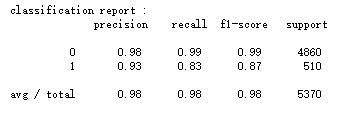 classification report :
precision recall f1-score support
0 0.98 0.99 0.99 4860
1 0.93 0.83 0.87 510
avg / total 0.98 0.98 0.98 5370